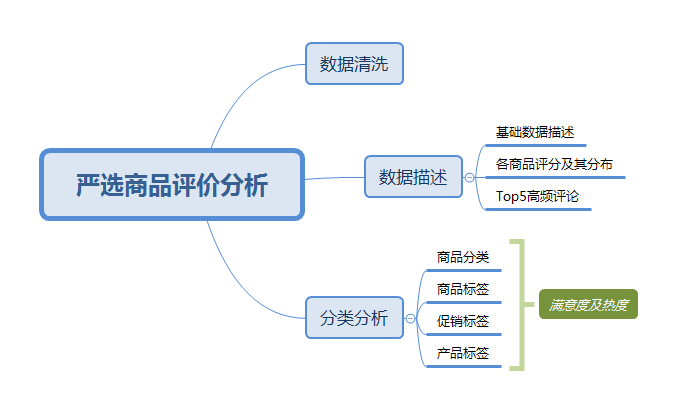 严选商品评价分析
数据清洗
数据描述
基础数据描述
各商品评分及其分布
Top5高频评论
分类分析
商品分类
商品标签
促销标签
产品标签
满意度及热度